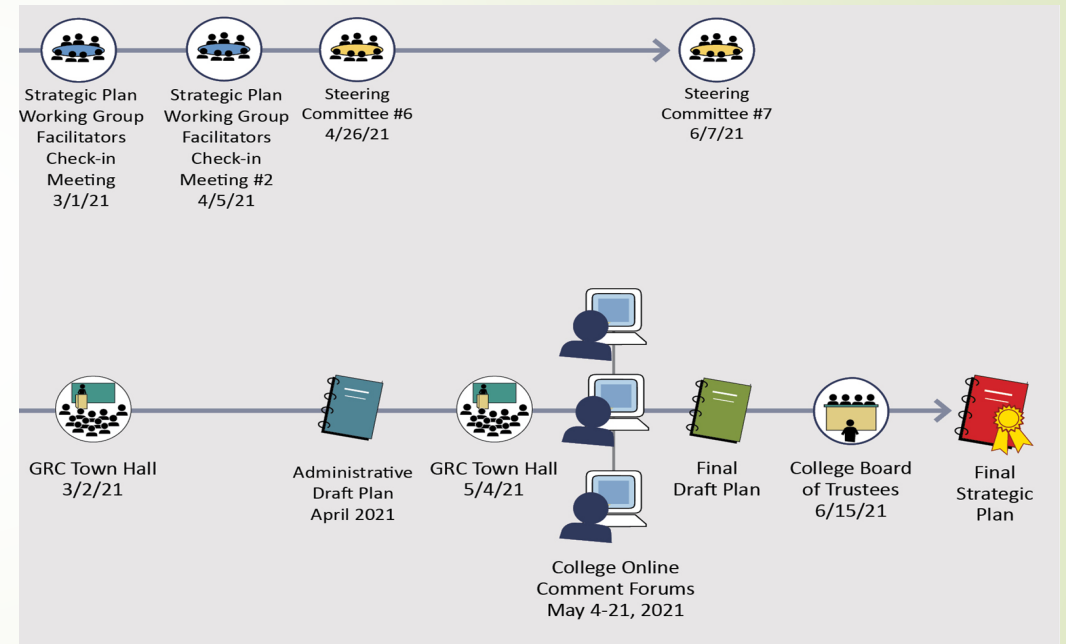 Strategic Plan
Working Group
Facilitators
Check-in
Meeting
3/1/21
Strategic Plan
Working Group
Facilitators
Check-in
Meeting #2
4/5/21
Steering
Committee #6
4/26/21
Steering
Committee #7
6/7/21
GRC Town Hall
3/2/21
Administrative
Draft Plan
April 2021
GRC Town Hall
5/4/21
College Online
Comment Forums
May 4-21, 2021
Final
Draft Plan
College Board
of Trustees
6/15/21
Final
Strategic
Plan